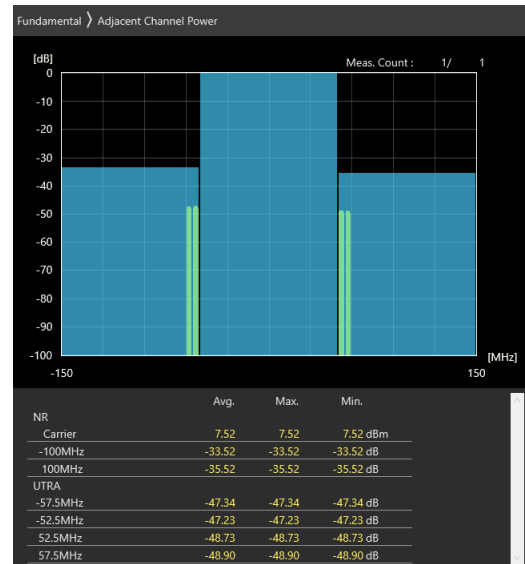 Fundamental 〉 Adjacent Channel Power
[dB]
Meas. Count : 1/ 1
0
-10
-20
-30
-40
-50
-60
-70
-80
-90
-100
[MHz]
-150 150
Avg. Max. Min.
NR
Carrier 7.52 7.52 7.52 dBm
-100MHz -33.52 -33.52 -33.52 dB
100MHz -35.52 -35.52 -35.52 dB
UTRA
-57.5MHz -47.34 -47.34 -47.34 dB
-52.5MHz -47.23 -47.23 -47.23 dB
52.5MHz -48.73 -48.73 -48.73 dB
57.5MHz -48.90 -48.90 -48.90 dB